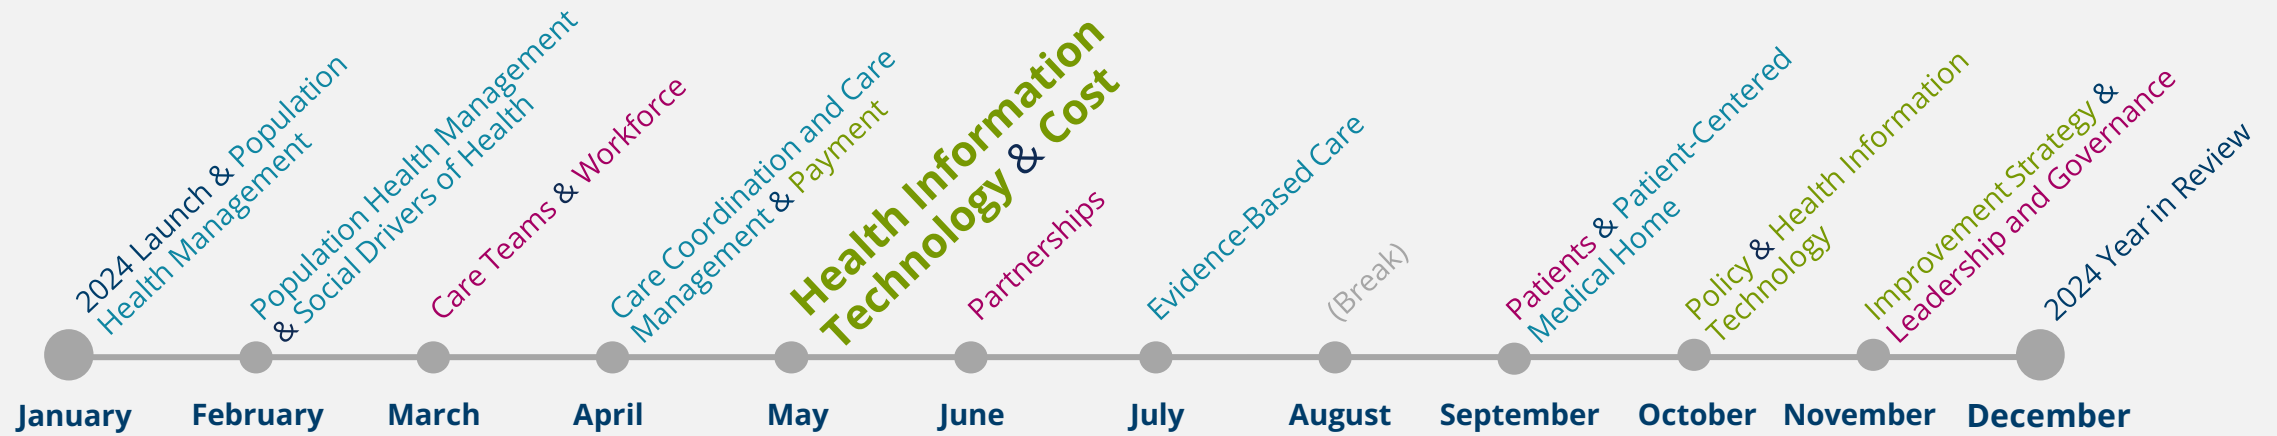 2024 Launch & Population
Health Management
Population Health Management
& Social Drivers of Health
Care Teams & Workforce
Care Coordination and Care
Management & Payment
Health Information
Technology & Cost
Partnerships
Evidence-Based Care
(Break)
Patients & Patient-Centered
Medical Home
Policy & Health Information
Technology
Improvement Strategy &
Leadership and Governance
2024 Year in Review
January
February
March
April
May
June
July
August
September
October
November
December